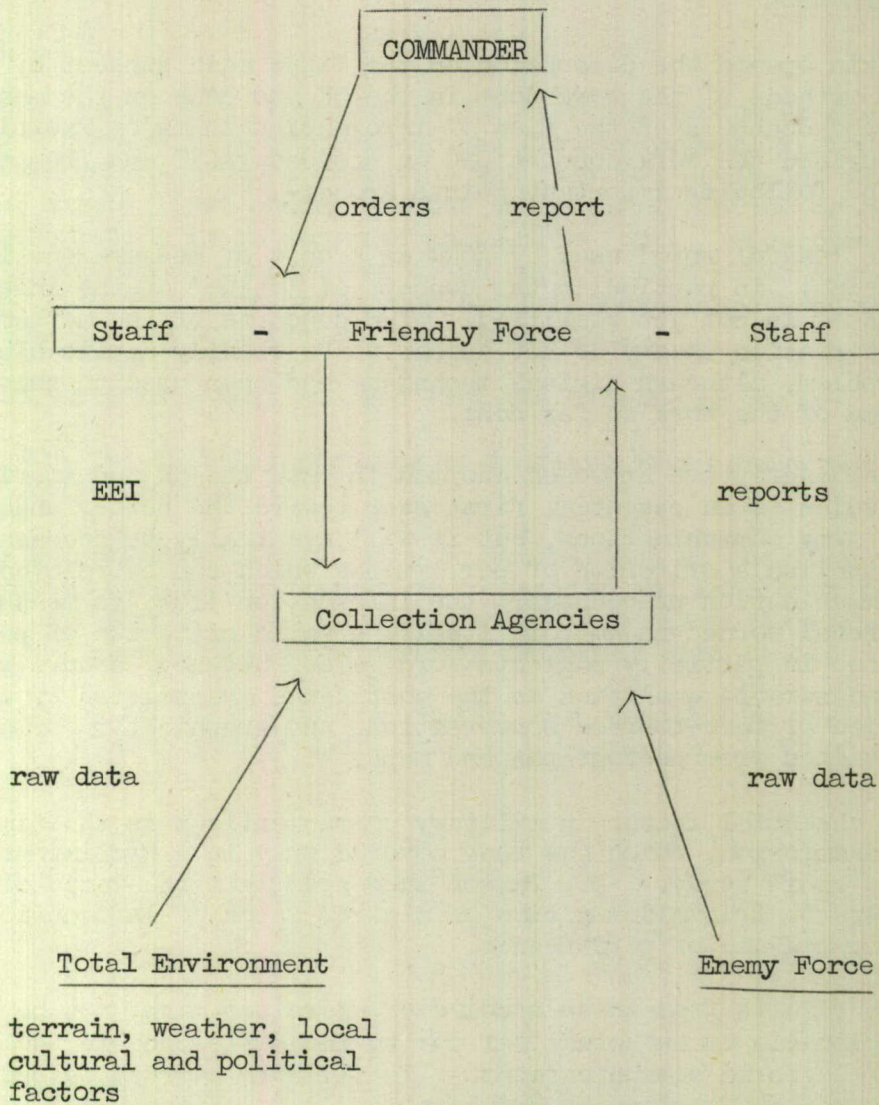 COMMANDER
orders report
Staff - Friendly Force - Staff
EEI reports
Collection Agencies
raw data raw data
Total Environment Enemy Force
terrain, weather, local
cultural and political
factors